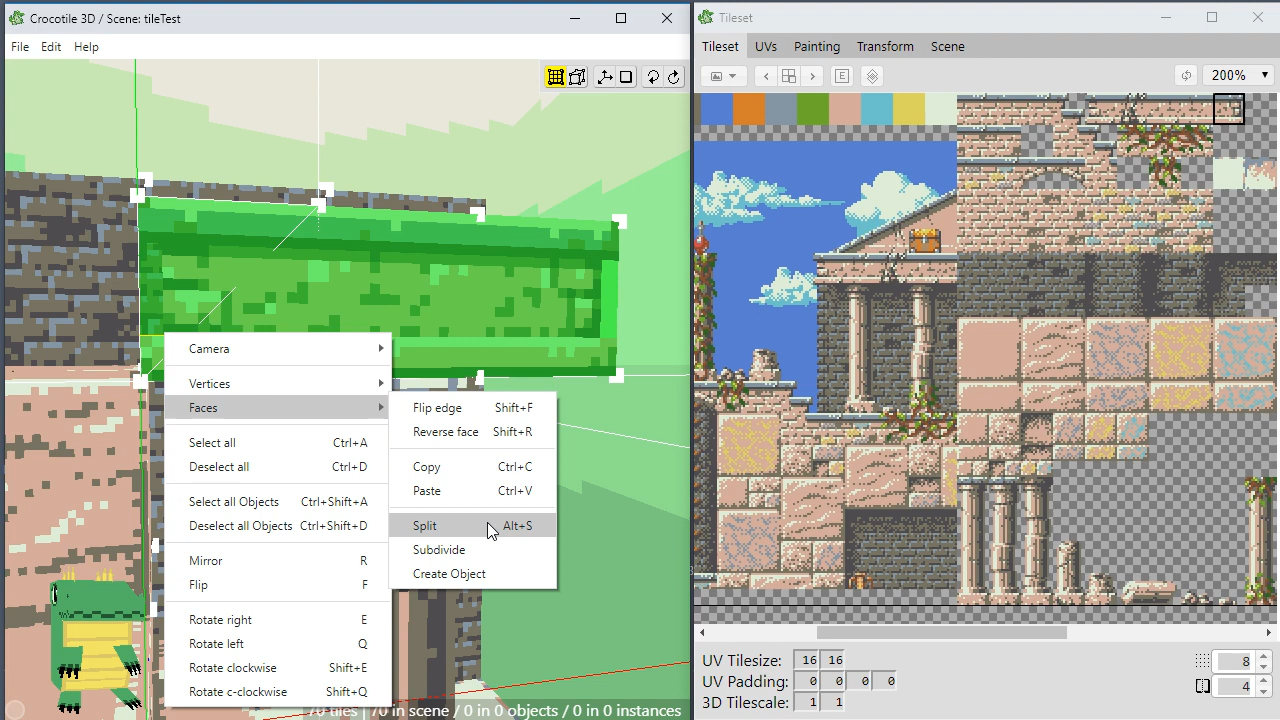 Crocotile 3D / Scene: tileTest
File Edit Help
Camera
Vertices
Faces
Select all Ctrl+A
Deselect all Ctrl+D
Select all Objects Ctrl+Shift+A
Deselect all Objects Ctrl+Shift+D
Mirror R
Flip F
Rotate right E
Rotate left Q
Rotate clockwise Shift+E
Rotate c-clockwise Shift+Q
Flip edge Shift+F
Reverse face Shift+R
Copy Ctrl+C
Paste Ctrl+V
Split Alt+S
Subdivide
Create Object
tiles | 70 in scene / 0 in 0 objects / 0 in 0 instances
Tileset
Tileset UVs Painting Transform Scene
E 200%
UV Tilesize: 16 16
UV Padding: 0 0 0 0
3D Tilescale: 1 1
8
4